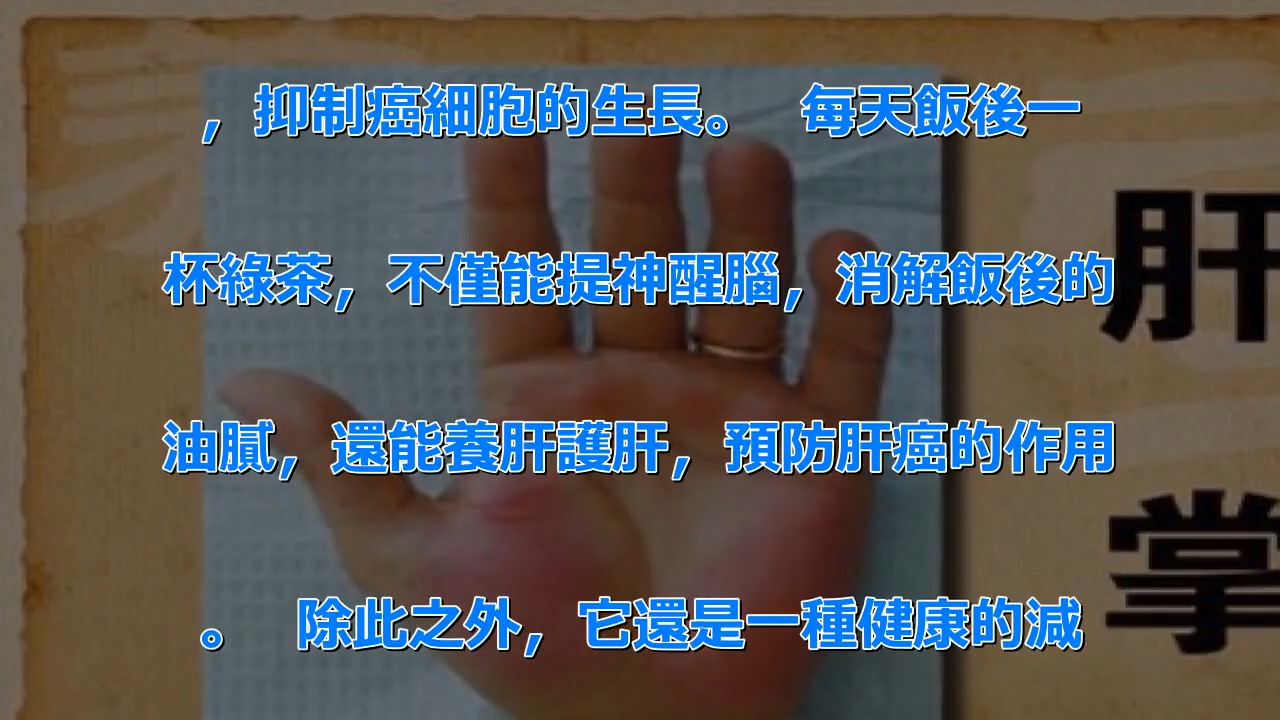 ，抑制癌細胞的生長。　每天飯後一
杯綠茶，不僅能提神醒腦，消解飯後的
油膩，還能養肝護肝，預防肝癌的作用
。　除此之外，它還是一種健康的減
肝
掌